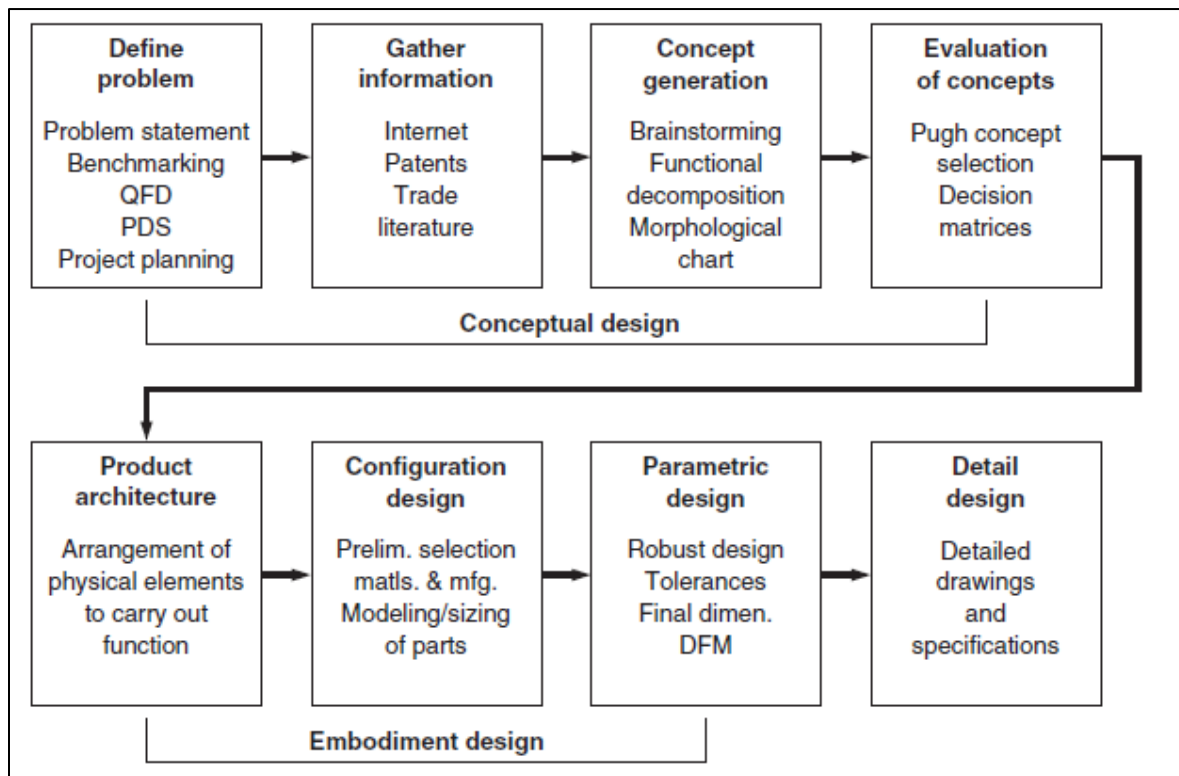 Define
problem
Problem statement
Benchmarking
QFD
PDS
Project planning
Gather
information
Internet
Patents
Trade
literature
Concept
generation
Brainstorming
Functional
decomposition
Morphological
chart
Evaluation
of concepts
Pugh concept
selection
Decision
matrices
Conceptual design
Product
architecture
Arrangement of
physical elements
to carry out
function
Configuration
design
Prelim. selection
matls. & mfg.
Modeling/sizing
of parts
Parametric
design
Robust design
Tolerances
Final dimen.
DFM
Detail
design
Detailed
drawings
and
specifications
Embodiment design